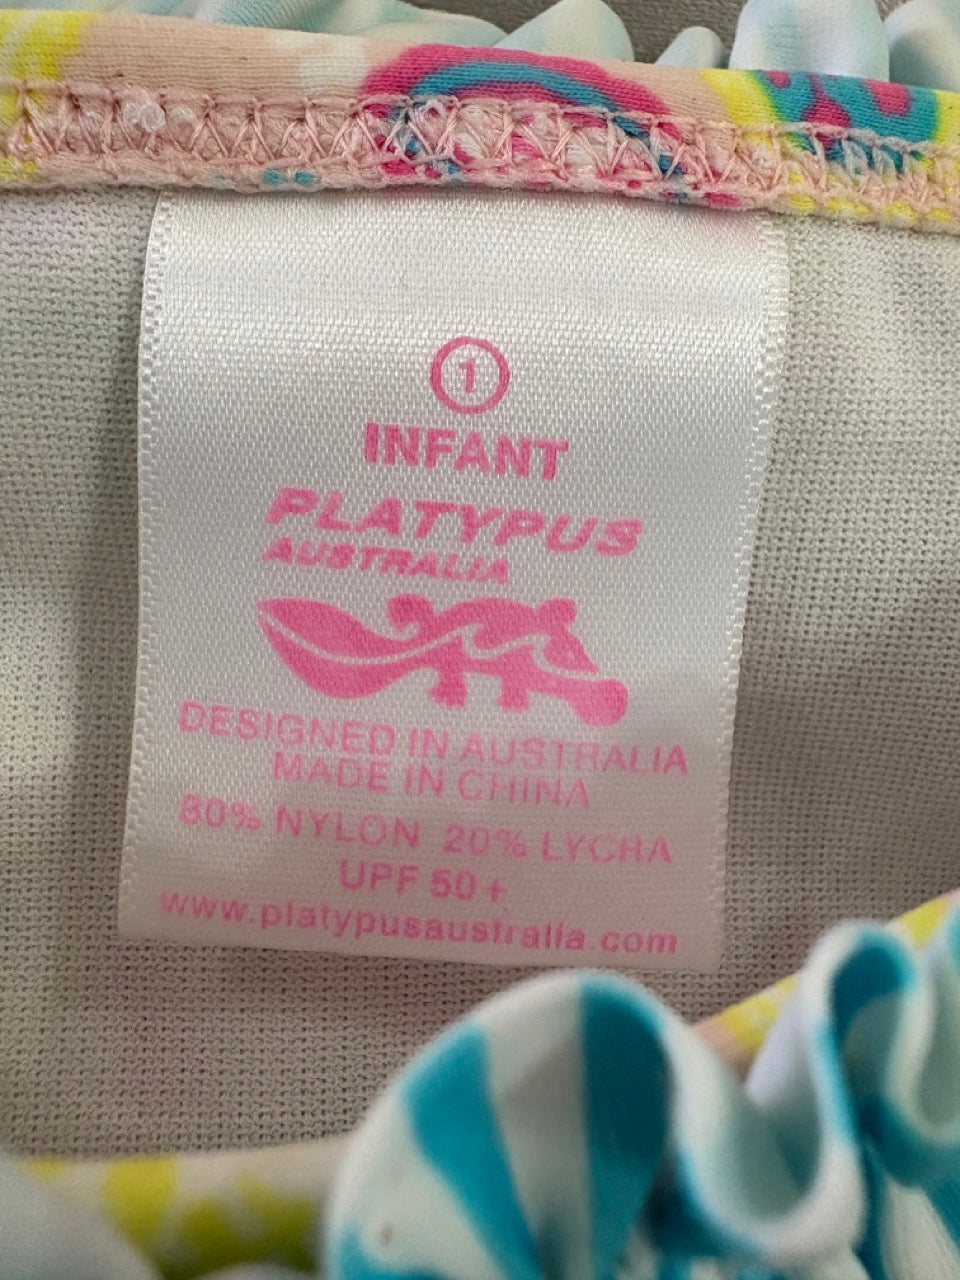 1
INFANT
PLATYPUS
AUSTRALIA
DESIGNED IN AUSTRALIA
MADE IN CHINA
80% NYLON 20% LYCRA
UPF 50+
www.platypusaustralia.com